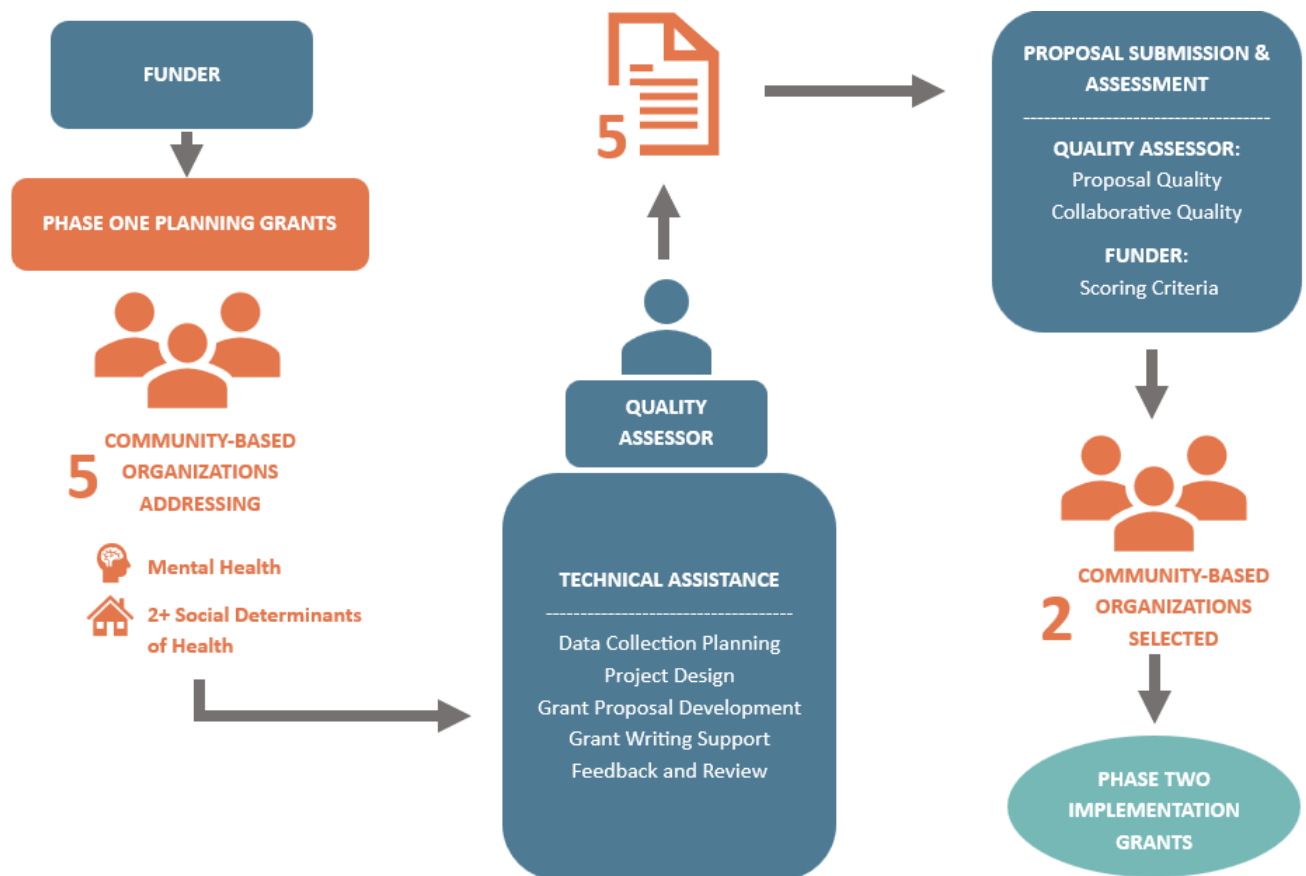 FUNDER
PHASE ONE PLANNING GRANTS
5
COMMUNITY-BASED
ORGANIZATIONS
ADDRESSING
Mental Health
2+ Social Determinants
of Health
5
QUALITY
ASSESSOR
TECHNICAL ASSISTANCE
Data Collection Planning
Project Design
Grant Proposal Development
Grant Writing Support
Feedback and Review
PROPOSAL SUBMISSION &
ASSESSMENT
QUALITY ASSESSOR:
Proposal Quality
Collaborative Quality
FUNDER:
Scoring Criteria
2
COMMUNITY-BASED
ORGANIZATIONS
SELECTED
PHASE TWO
IMPLEMENTATION
GRANTS